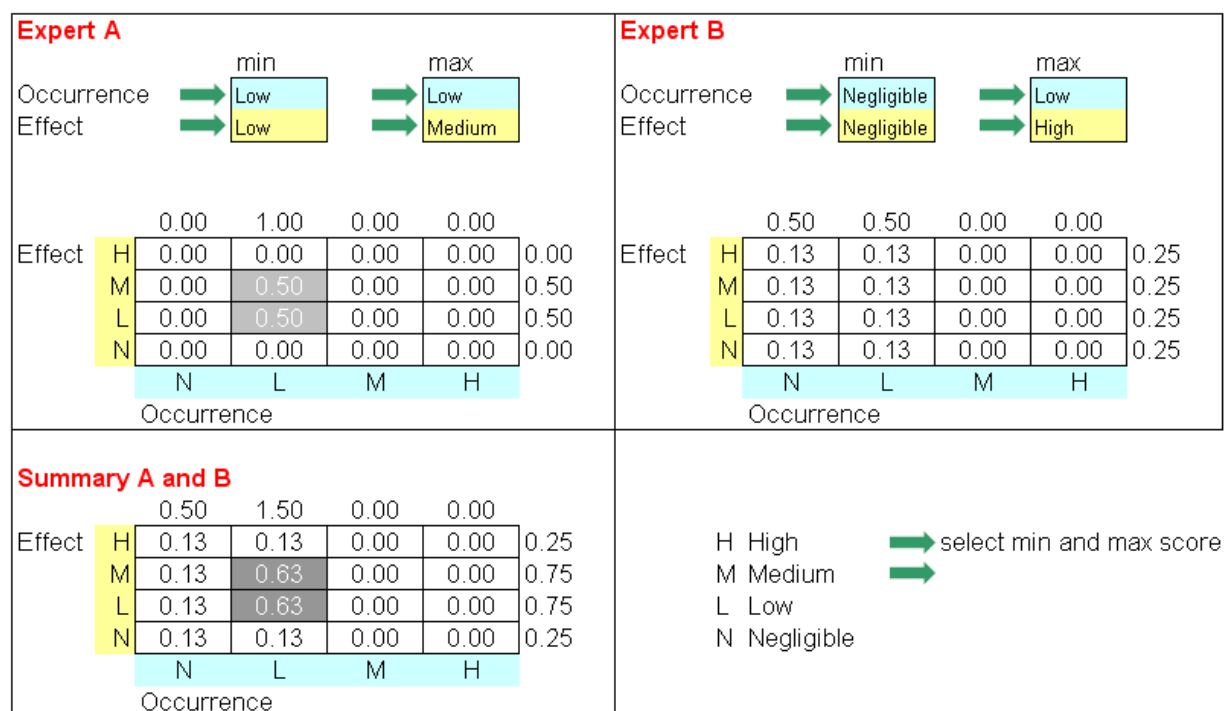 Expert A
min max
Occurrence Low Low
Effect Low Medium
0.00 1.00 0.00 0.00
Effect H 0.00 0.00 0.00 0.00 0.00
M 0.00 0.50 0.00 0.00 0.50
L 0.00 0.50 0.00 0.00 0.50
N 0.00 0.00 0.00 0.00 0.00
N L M H
Occurrence
Expert B
min max
Occurrence Negligible Low
Effect Negligible High
0.50 0.50 0.00 0.00
Effect H 0.13 0.13 0.00 0.00 0.25
M 0.13 0.13 0.00 0.00 0.25
L 0.13 0.13 0.00 0.00 0.25
N 0.13 0.13 0.00 0.00 0.25
N L M H
Occurrence
Summary A and B
0.50 1.50 0.00 0.00
Effect H 0.13 0.13 0.00 0.00 0.25
M 0.13 0.63 0.00 0.00 0.75
L 0.13 0.63 0.00 0.00 0.75
N 0.13 0.13 0.00 0.00 0.25
N L M H
Occurrence
H High select min and max score
M Medium
L Low
N Negligible